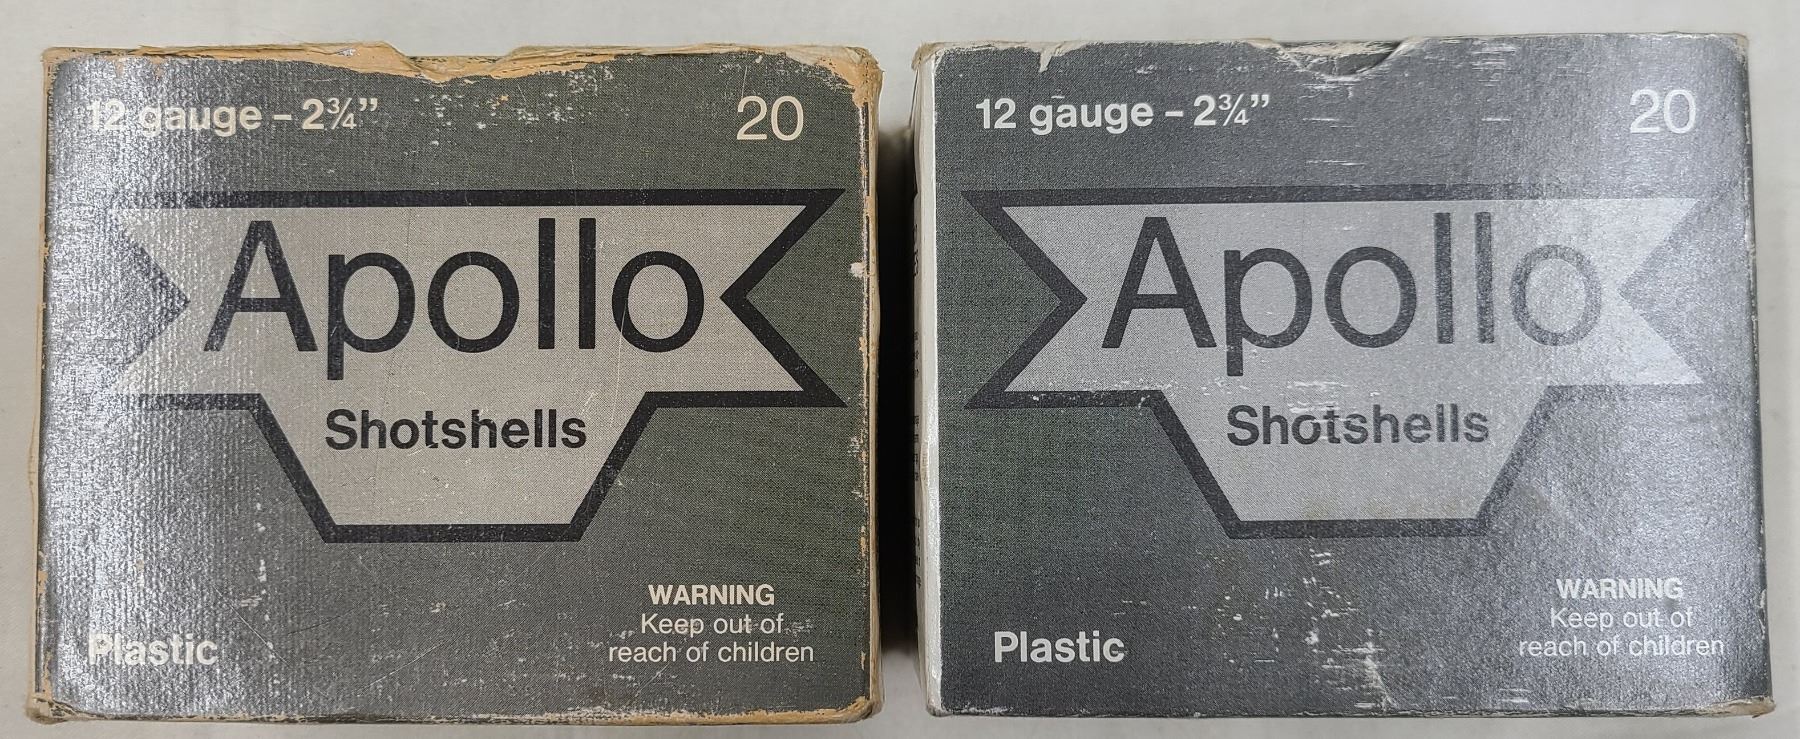 12 gauge – 2¾”
20
Apollo
Shotshells
WARNING
Keep out of
reach of children
Plastic
12 gauge – 2¾”
20
Apollo
Shotshells
WARNING
Keep out of
reach of children
Plastic